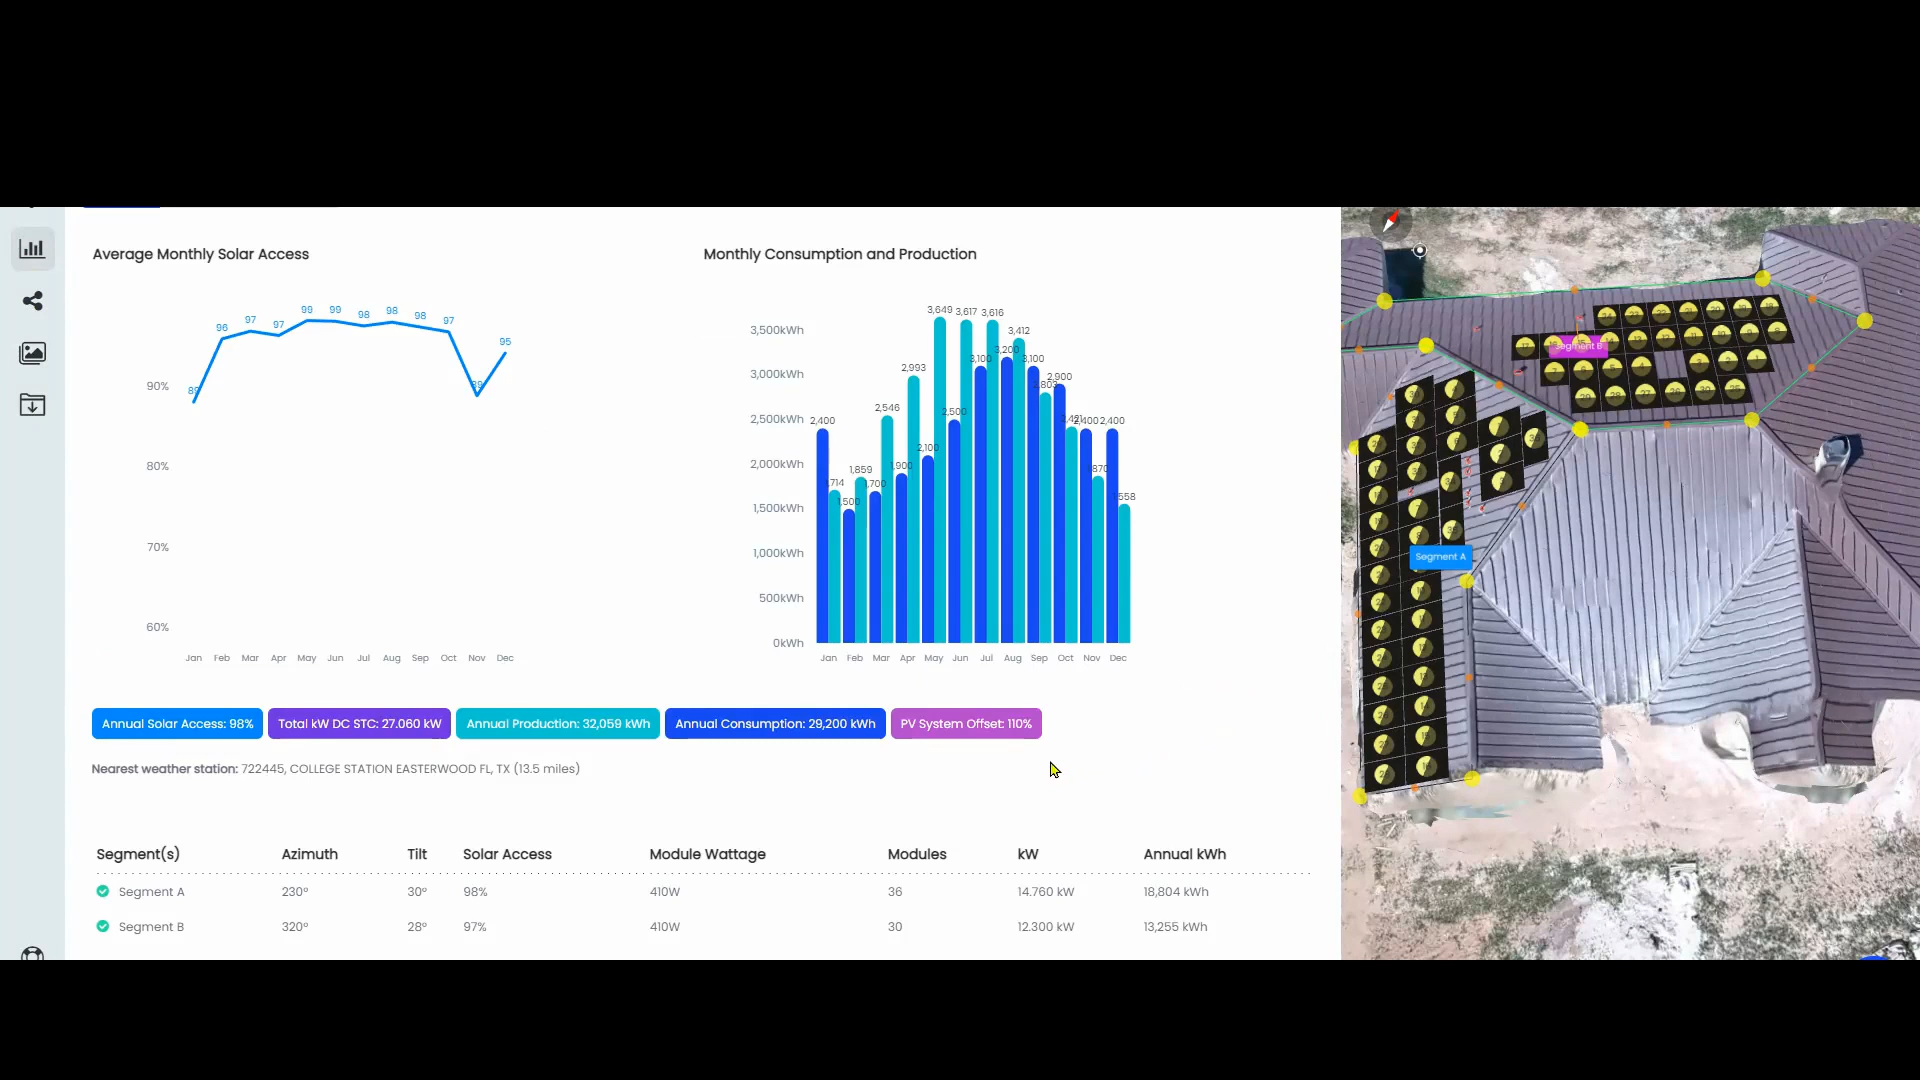 Average Monthly Solar Access
99 99 98 98 98 97
96 97 97
95
89
90%
80%
70%
60%
Jan Feb Mar Apr May Jun Jul Aug Sep Oct Nov Dec
Monthly Consumption and Production
3,649 3,617 3,616
3,412
3,200
3,100 3,100
2,993
2,900
2,803
2,546
2,500
2,400 2,400
2,100
1,859
1,900
1,700
1,500
3,500kWh
3,000kWh
2,500kWh
2,000kWh
1,500kWh
1,000kWh
500kWh
0kWh
Jan Feb Mar Apr May Jun Jul Aug Sep Oct Nov Dec
Annual Solar Access: 98% Total kW DC STC: 27.060 kW Annual Production: 32,059 kWh Annual Consumption: 29,200 kWh PV System Offset: 110%
Nearest weather station: 722445, COLLEGE STATION EASTERWOOD FL, TX (13.5 miles)
Segment(s) Azimuth Tilt Solar Access Module Wattage Modules kW Annual kWh
Segment A 230° 30° 98% 410W 36 14.760 kW 18,804 kWh
Segment B 320° 28° 97% 410W 30 12.300 kW 13,255 kWh
Segment B
Segment A